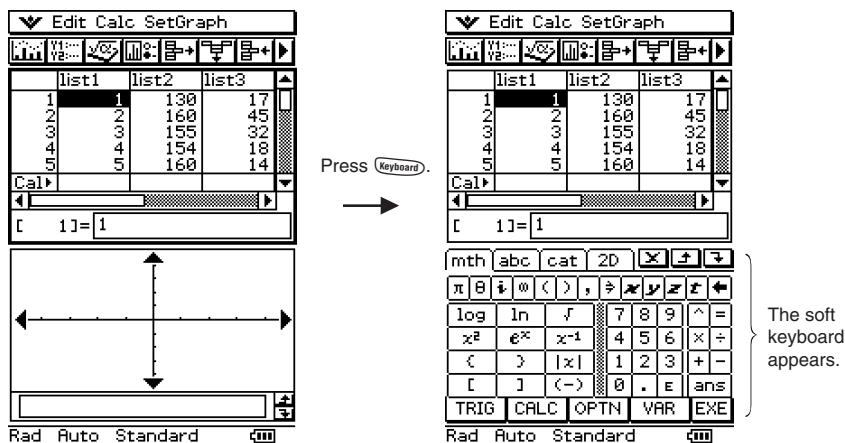 Edit Calc SetGraph
list1 list2 list3
1 1 130 17
2 2 160 45
3 3 155 32
4 4 154 18
5 5 160 14
Cal▸
[ 1]= 1
Rad Auto Standard
Press Keyboard.
Edit Calc SetGraph
list1 list2 list3
1 1 130 17
2 2 160 45
3 3 155 32
4 4 154 18
5 5 160 14
Cal▸
[ 1]= 1
mth abc cat 2D
π θ i ∞ ( ) , ⇒ x y z t ←
log ln √ 7 8 9 ^ =
x² eˣ x⁻¹ 4 5 6 × ÷
{ } |x| 1 2 3 + −
[ ] (−) 0 . E ans
TRIG CALC OPTN VAR EXE
Rad Auto Standard
The soft
keyboard
appears.